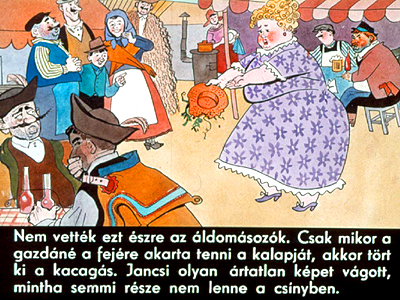 Nem vették ezt észre az áldomásozók. Csak mikor a
gazdáné a fejére akarta tenni a kalapját, akkor tört
ki a kacagás. Jancsi olyan ártatlan képet vágott,
mintha semmi része nem lenne a csínyben.